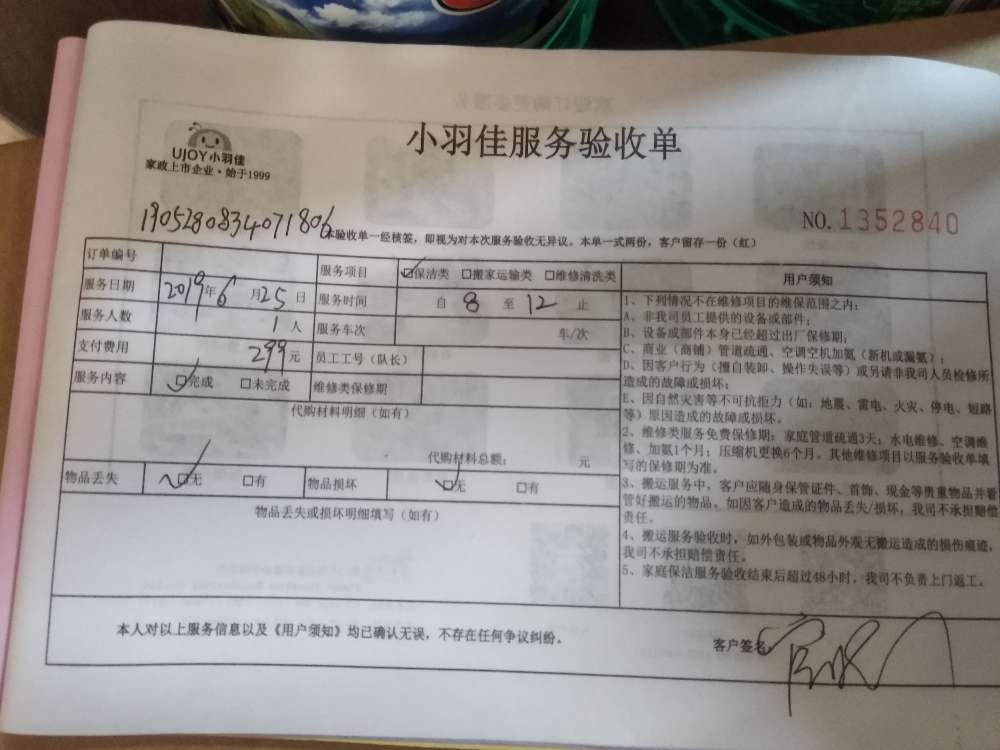 小羽佳服务验收单
UJOY小羽佳
家政上市企业·始于1999
1905280834071806
NO.1352840
本验收单一经核签，即视为对本次服务验收无异议。本单一式两份，客户留存一份（红）
订单编号
服务项目 保洁类 □搬家运输类 □维修清洗类
服务日期 2019年6月25日
服务时间 自 8 至 12 止
服务人数 1人
服务车次 车/次
支付费用 299元
员工工号（队长）
服务内容 完成 □未完成
维修类保修期
代购材料明细（如有）
代购材料总额： 元
物品丢失 无 □有
物品损坏 无 □有
物品丢失或损坏明细填写（如有）
用户须知
1、下列情况不在维修项目的维保范围之内：
A、非我司员工提供的设备或部件；
B、设备或部件本身已经超过出厂保修期；
C、商业（商铺）管道疏通、空调空机加氨（新机或漏氨）；
D、因客户行为（擅自装卸、操作失误等）或另请非我司人员检修所
造成的故障或损坏；
E、因自然灾害等不可抗拒力（如：地震、雷电、火灾、停电、短路
等）原因造成的故障或损坏。
2、维修类服务免费保修期：家庭管道疏通3天；水电维修、空调维
修、加氨1个月；压缩机更换6个月。其他维修项目以服务验收单填
写的保修期为准。
3、搬运服务中，客户应随身保管证件、首饰、现金等贵重物品并看
管好搬运的物品。如因客户造成的物品丢失/损坏，我司不承担赔偿
责任。
4、搬运服务验收时，如外包装或物品外观无搬运造成的损伤痕迹，
我司不承担赔偿责任。
5、家庭保洁服务验收结束后超过48小时，我司不负责上门返工。
本人对以上服务信息以及《用户须知》均已确认无误，不存在任何争议纠纷。
客户签名：